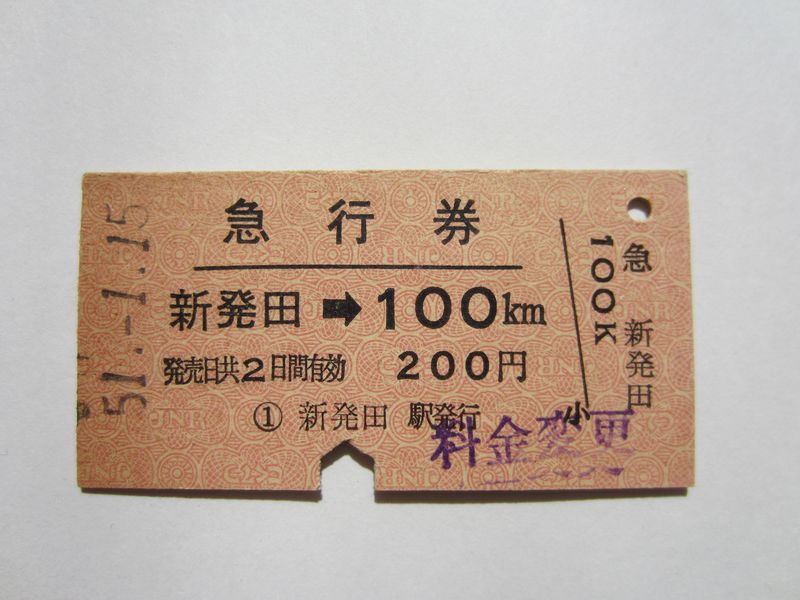 急行券
新発田➡100km
発売日共2日間有効 200円
① 新発田 駅発行
料金変更
51.-1.15
急 新発田
100K
小